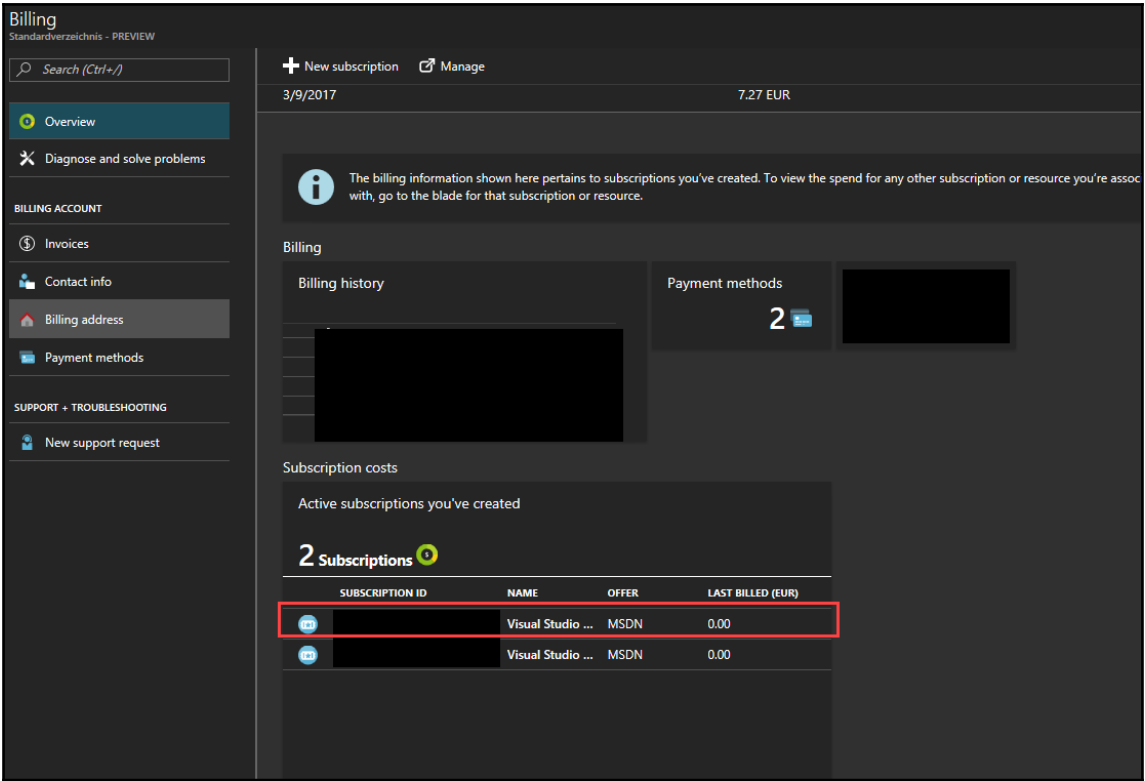 Billing
Standardverzeichnis - PREVIEW
Search (Ctrl+/)
Overview
Diagnose and solve problems
BILLING ACCOUNT
Invoices
Contact info
Billing address
Payment methods
SUPPORT + TROUBLESHOOTING
New support request
New subscription Manage
3/9/2017 7.27 EUR
The billing information shown here pertains to subscriptions you've created. To view the spend for any other subscription or resource you're assoc
with, go to the blade for that subscription or resource.
Billing
Billing history
Payment methods
2
Subscription costs
Active subscriptions you've created
2 Subscriptions
SUBSCRIPTION ID NAME OFFER LAST BILLED (EUR)
Visual Studio ... MSDN 0.00
Visual Studio ... MSDN 0.00